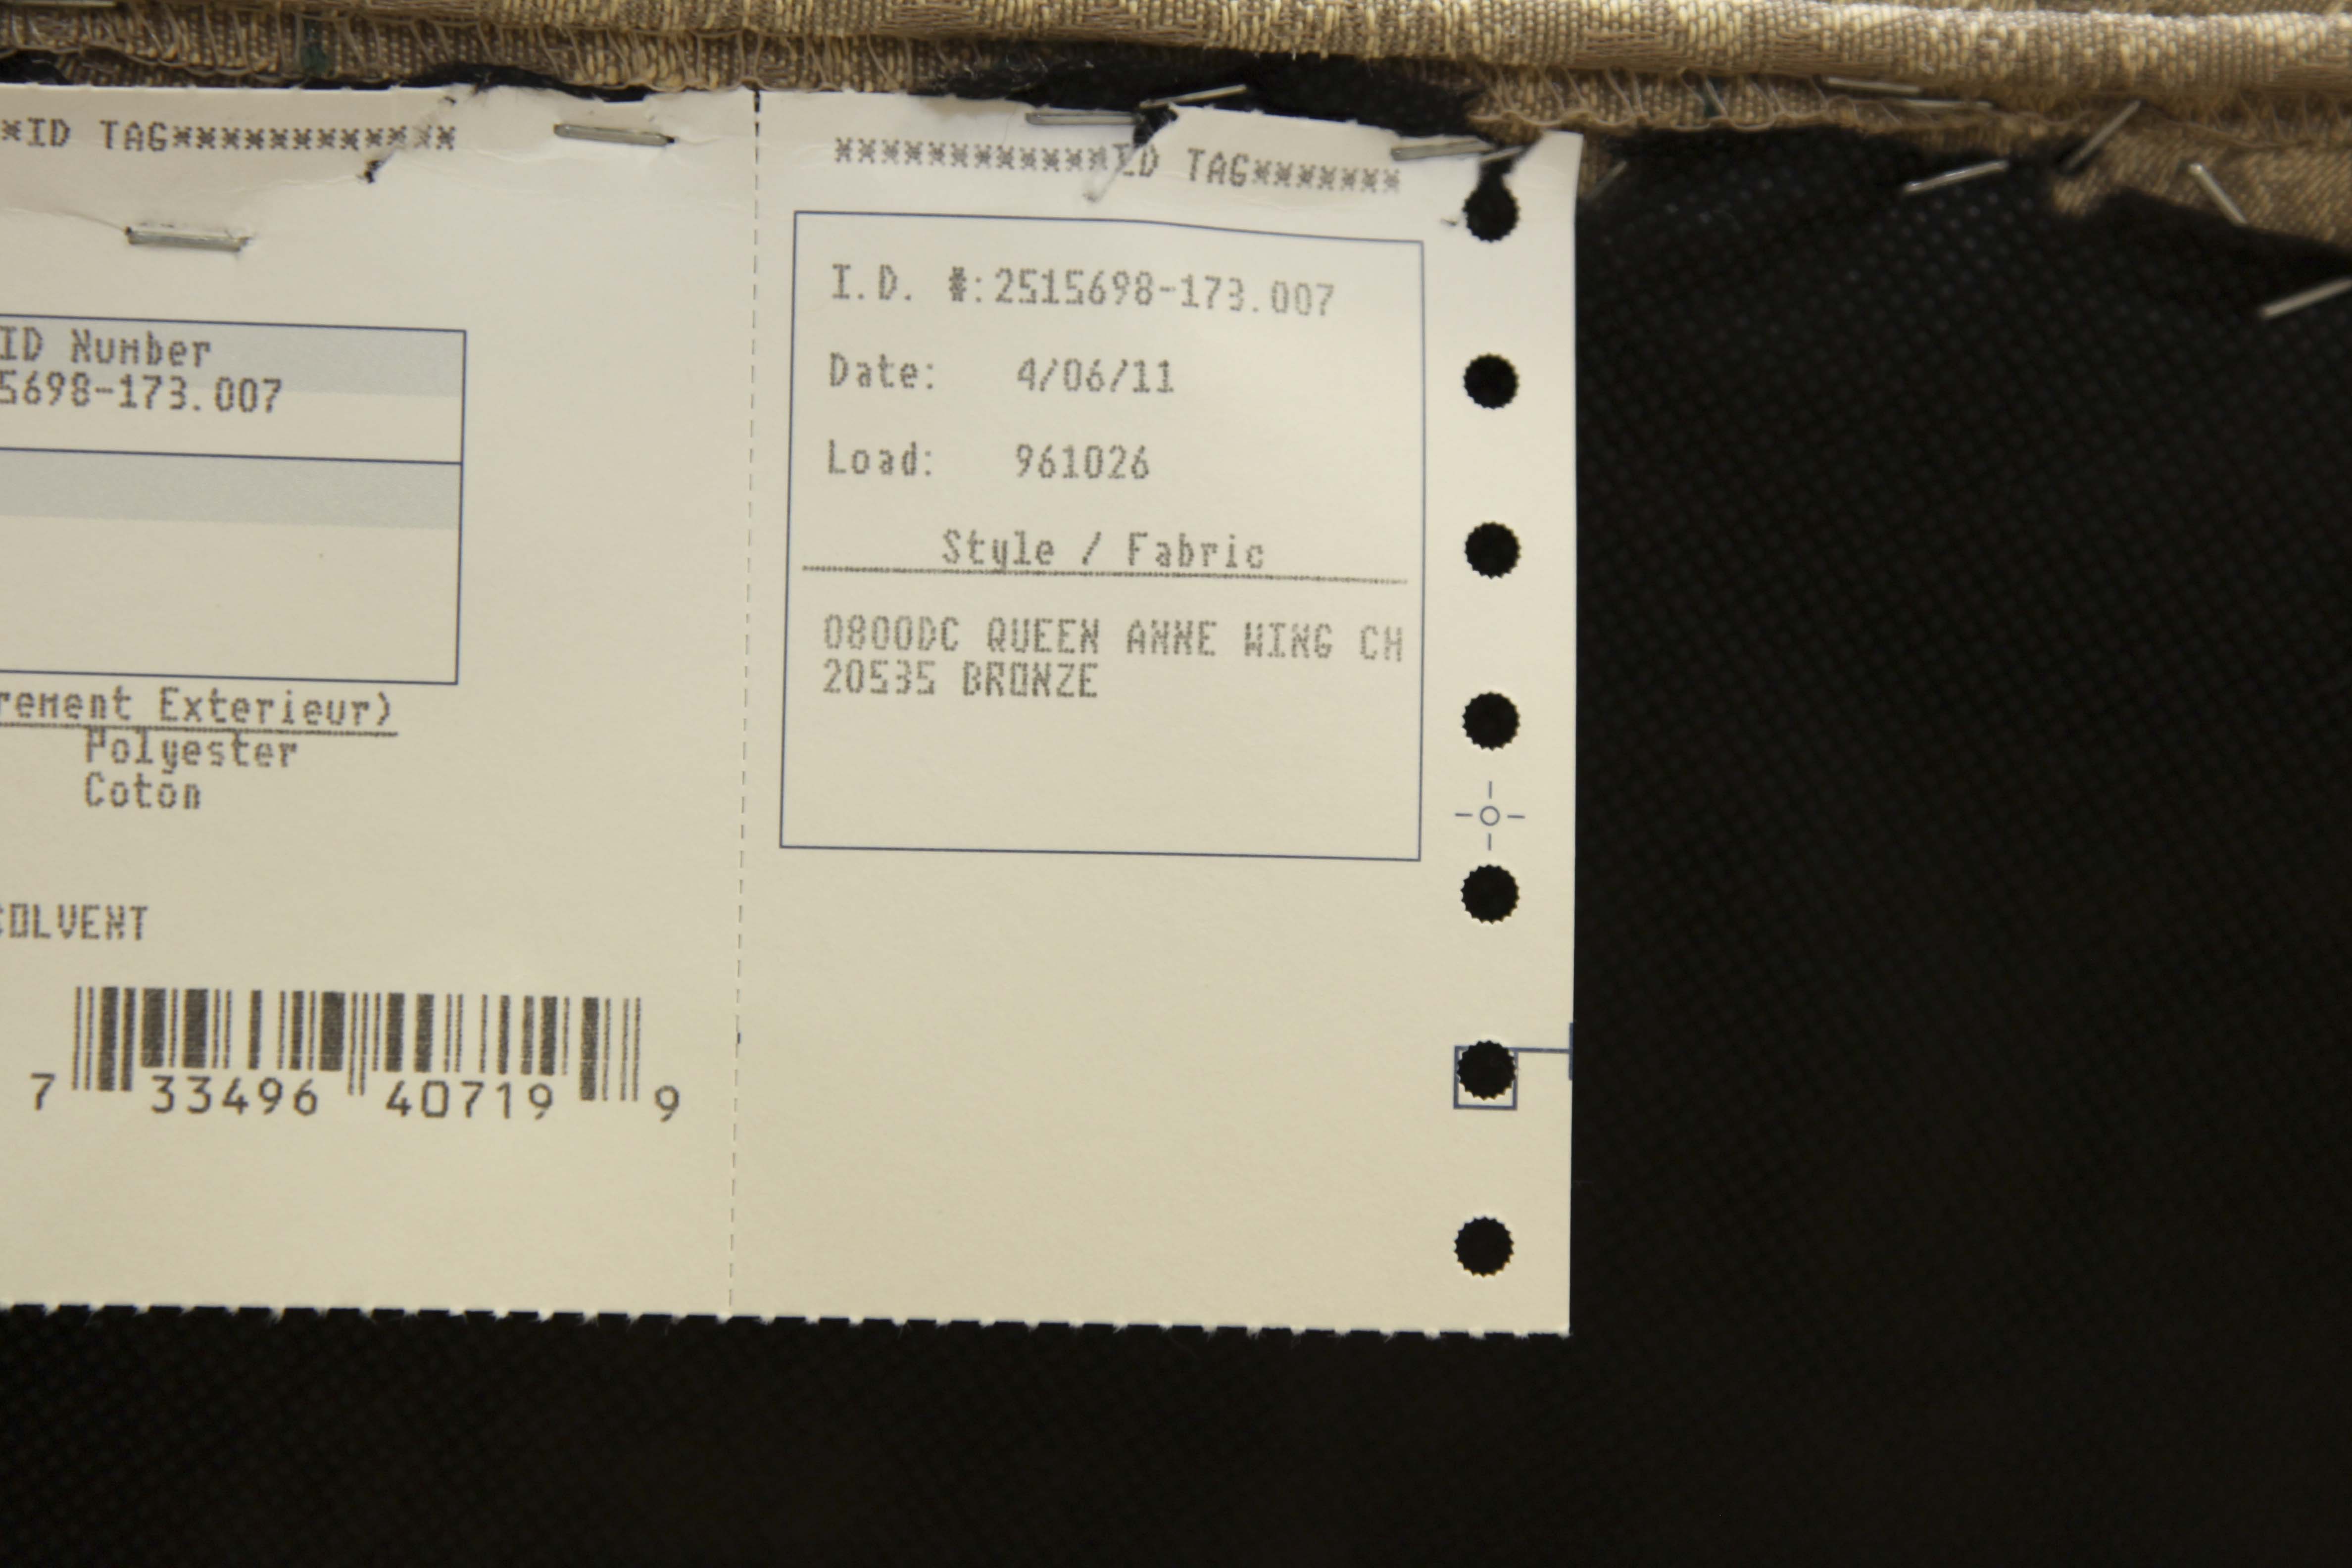 *ID TAG************
ID Number
5698-173.007
rement Exterieur)
Polyester
Coton
SOLVENT
7 33496 40719 9
************ID TAG*******
I.D. #:2515698-173.007
Date: 4/06/11
Load: 961026
Style / Fabric
0800DC QUEEN ANNE WING CH
20535 BRONZE